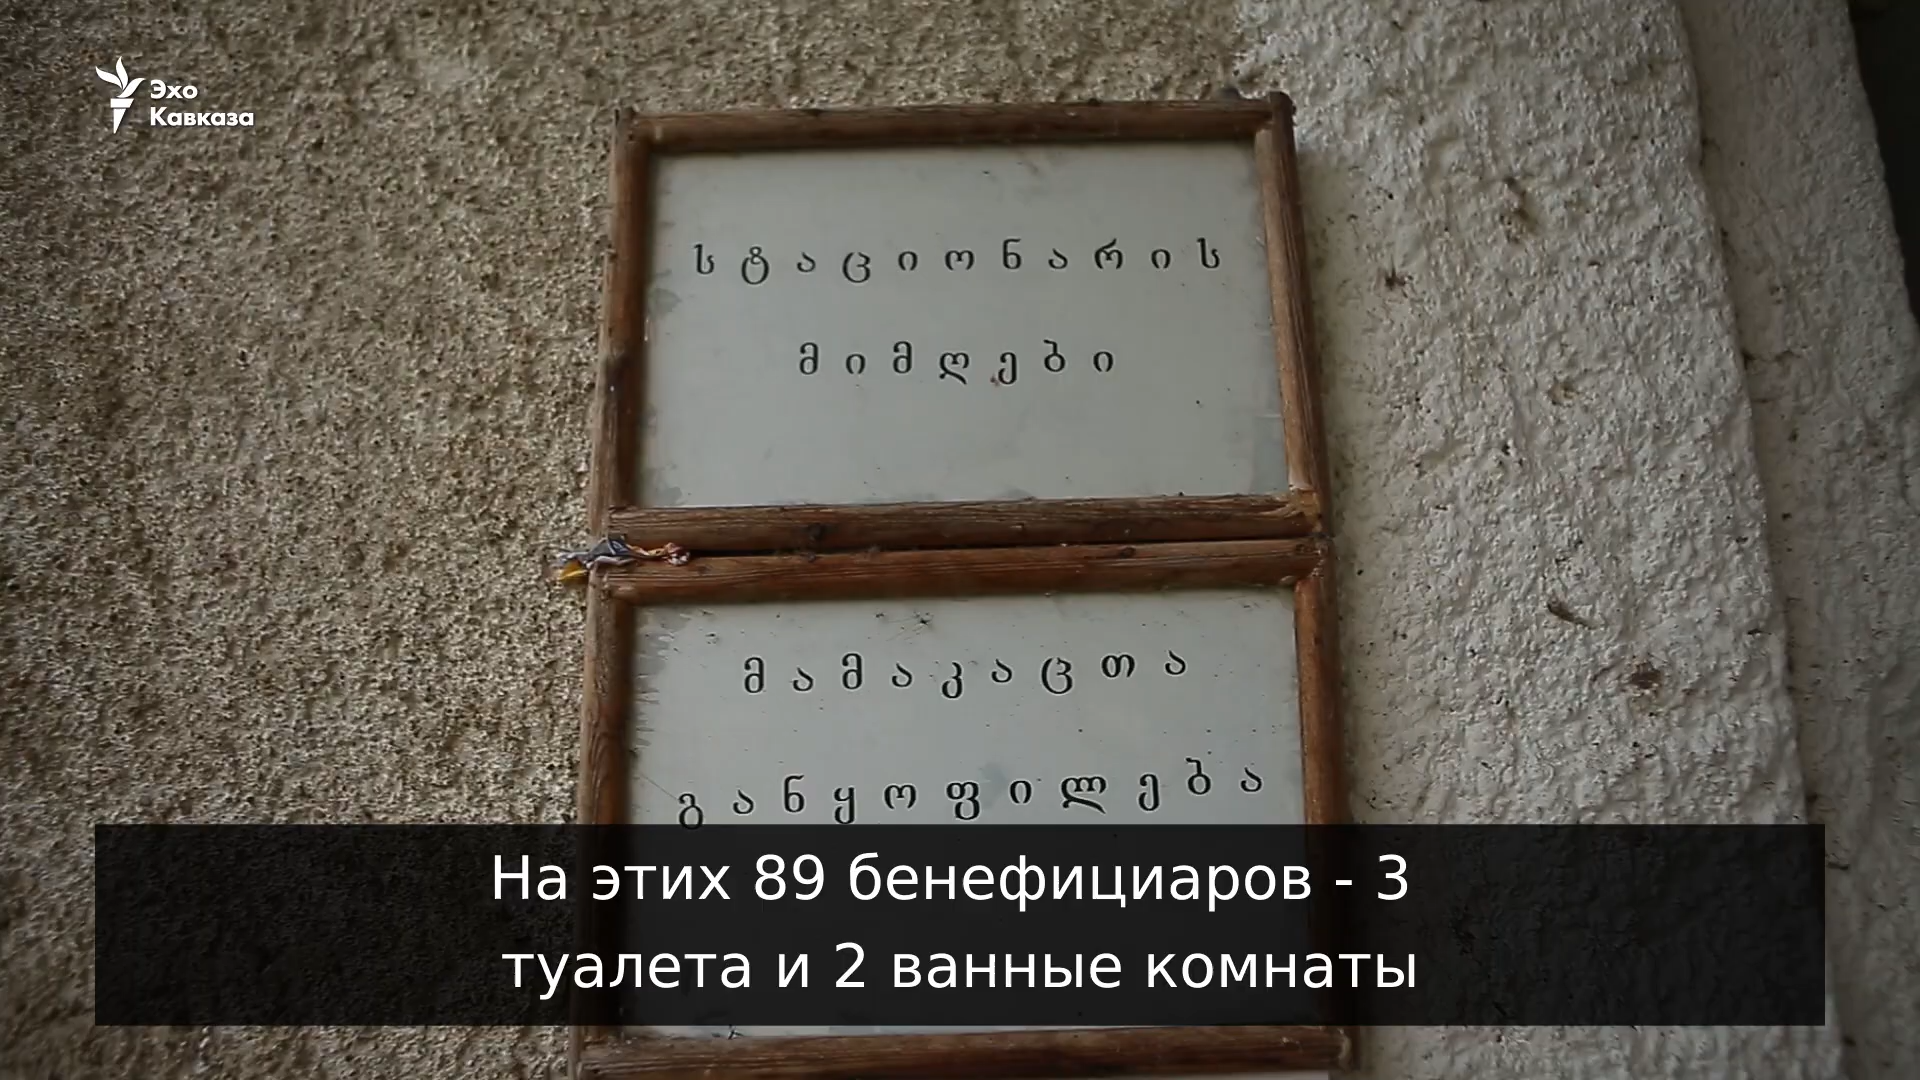 Эхо
Кавказа
სტაციონარის
მიმღები
მამაკაცთა
განყოფილება
На этих 89 бенефициаров - 3
туалета и 2 ванные комнаты